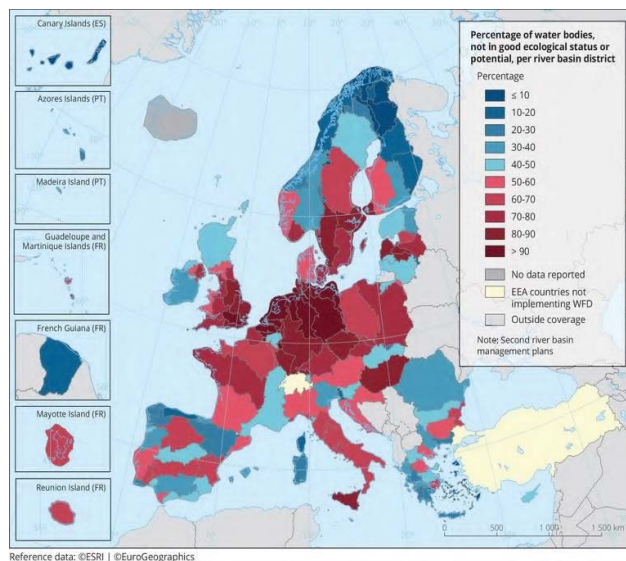 Canary Islands (ES)
Azores Islands (PT)
Madeira Island (PT)
Guadeloupe and
Martinique Islands (FR)
French Guiana (FR)
Mayotte Island (FR)
Reunion Island (FR)
Percentage of water bodies,
not in good ecological status or
potential, per river basin district
Percentage
≤ 10
10-20
20-30
30-40
40-50
50-60
60-70
70-80
80-90
> 90
No data reported
EEA countries not
implementing WFD
Outside coverage
Note: Second river basin
management plans
0 500 1 000 1 500 km
Reference data: ©ESRI | ©EuroGeographics